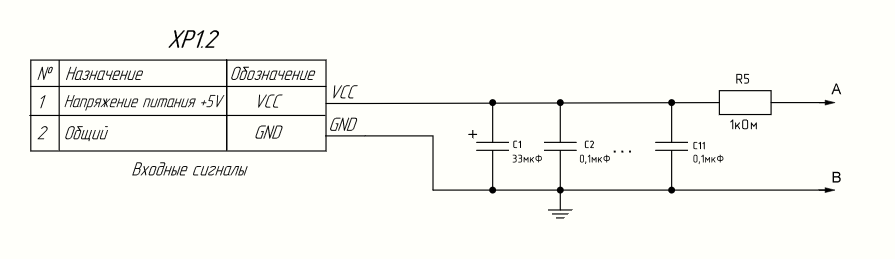 XP1.2
№ Назначение Обозначение
1 Напряжение питания +5V VCC
2 Общий GND
Входные сигналы
VCC
GND
+
C1
33мкФ
C2
0,1мкФ
...
C11
0,1мкФ
R5
1кОм
A
B